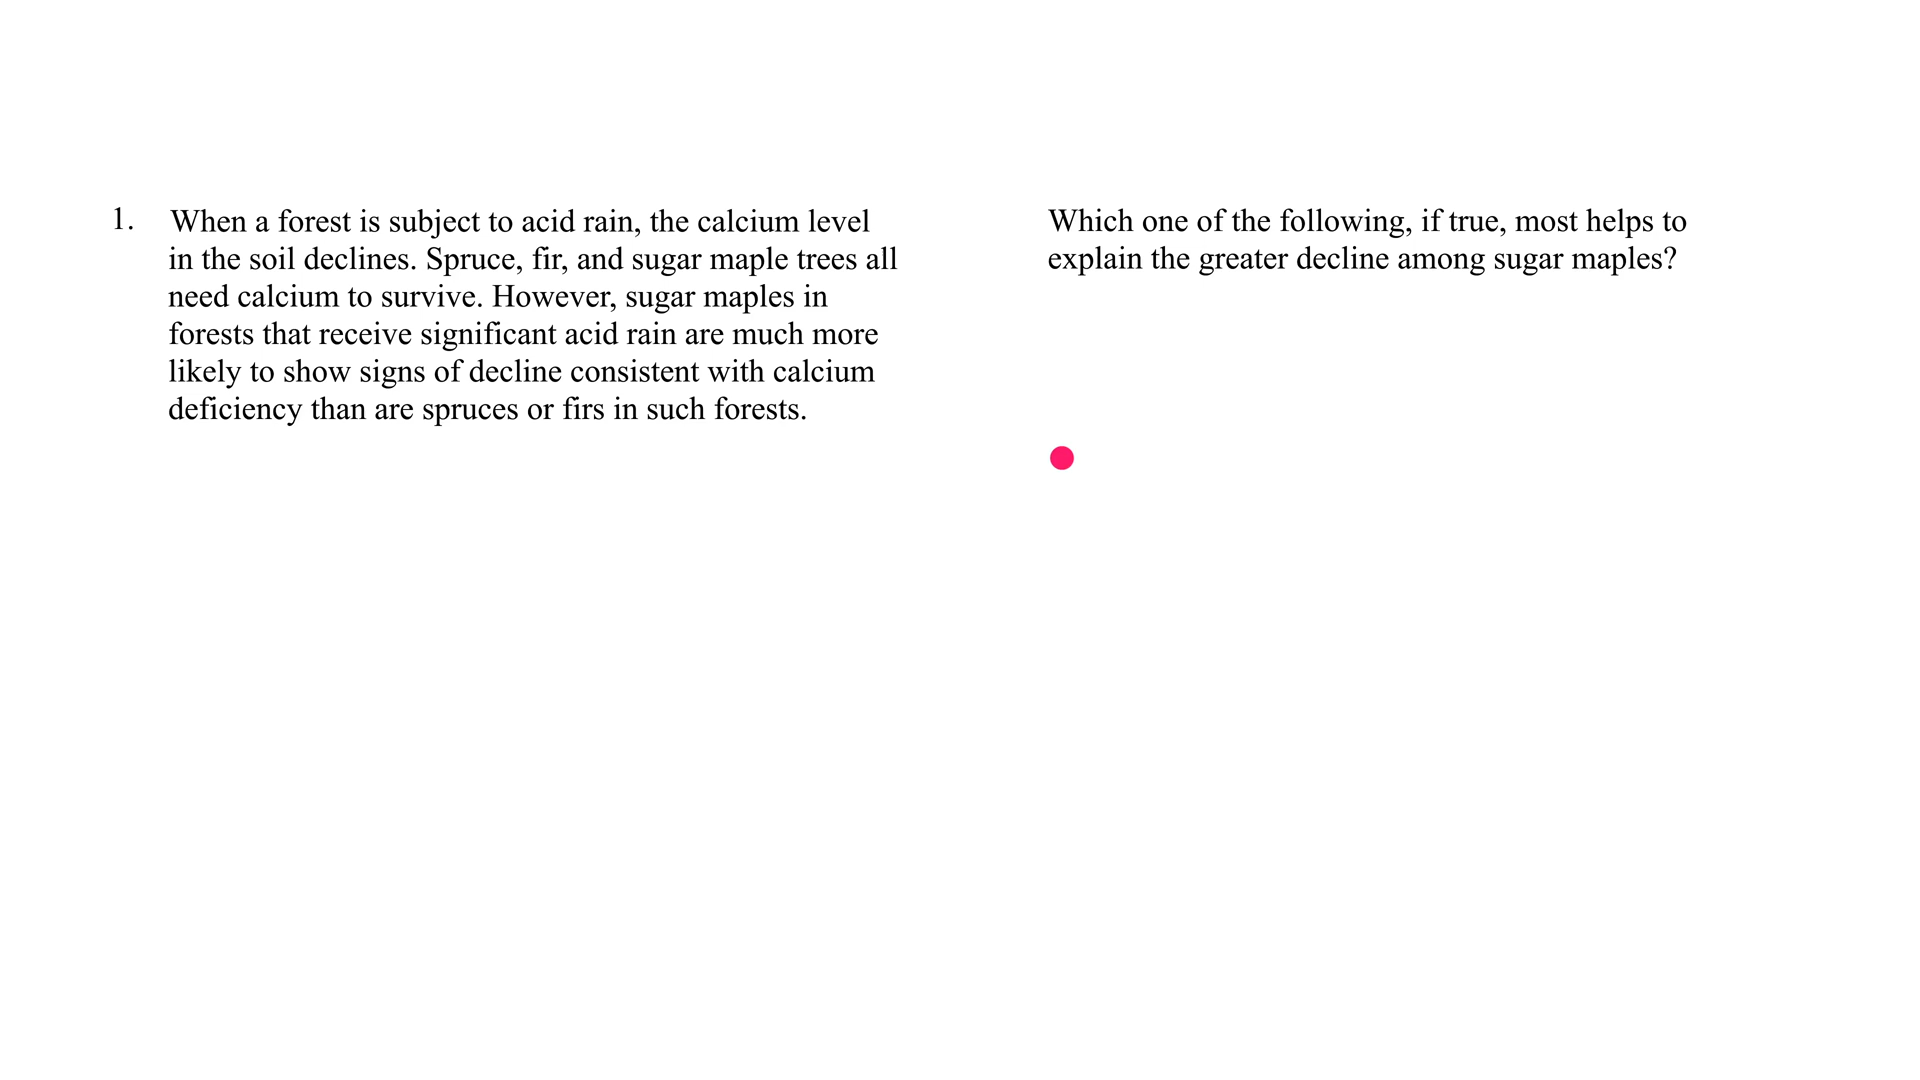 1. When a forest is subject to acid rain, the calcium level
in the soil declines. Spruce, fir, and sugar maple trees all
need calcium to survive. However, sugar maples in
forests that receive significant acid rain are much more
likely to show signs of decline consistent with calcium
deficiency than are spruces or firs in such forests.
Which one of the following, if true, most helps to
explain the greater decline among sugar maples?